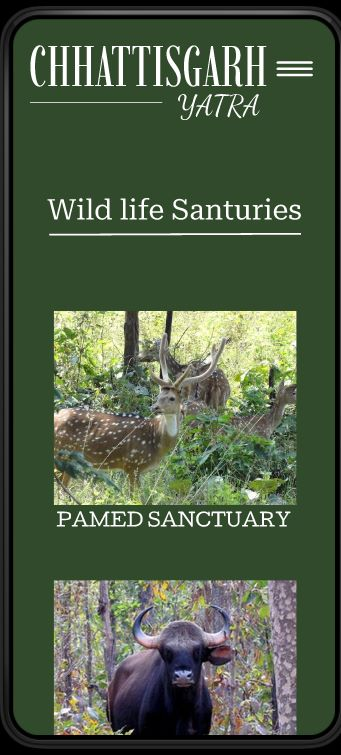 CHHATTISGARH
YATRA
Wild life Santuries
PAMED SANCTUARY